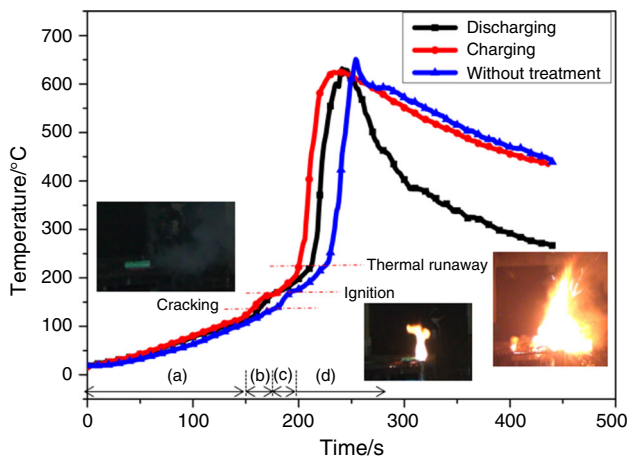 Discharging
Charging
Without treatment
Temperature/°C
700
600
500
400
300
200
100
0
Thermal runaway
Cracking
Ignition
(a)
(b)
(c)
(d)
0
100
200
300
400
500
Time/s